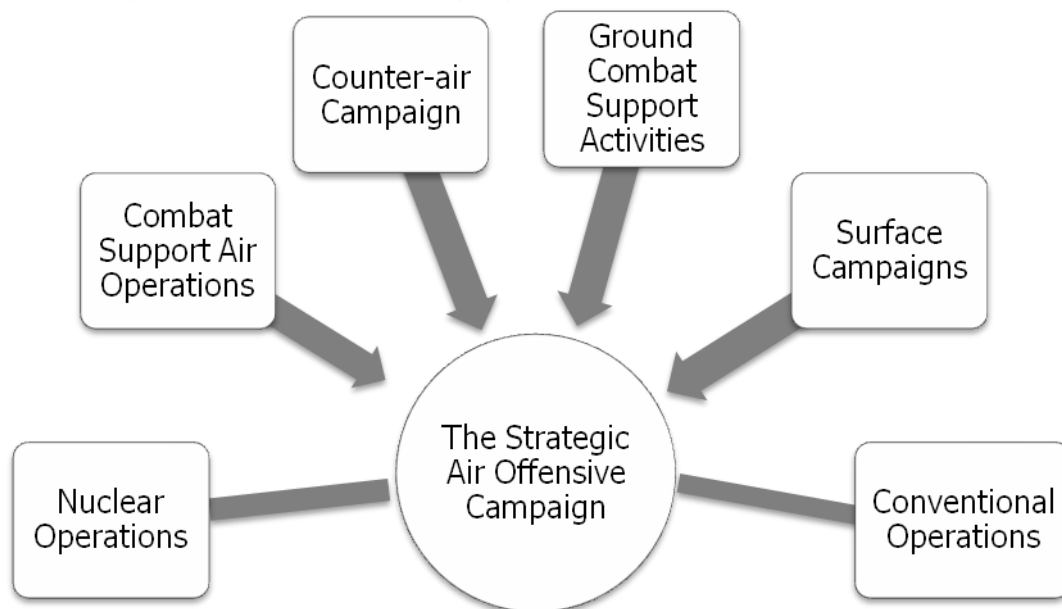 Ground
Combat
Support
Activities
Counter-air
Campaign
Combat
Support Air
Operations
Surface
Campaigns
The Strategic
Air Offensive
Campaign
Nuclear
Operations
Conventional
Operations